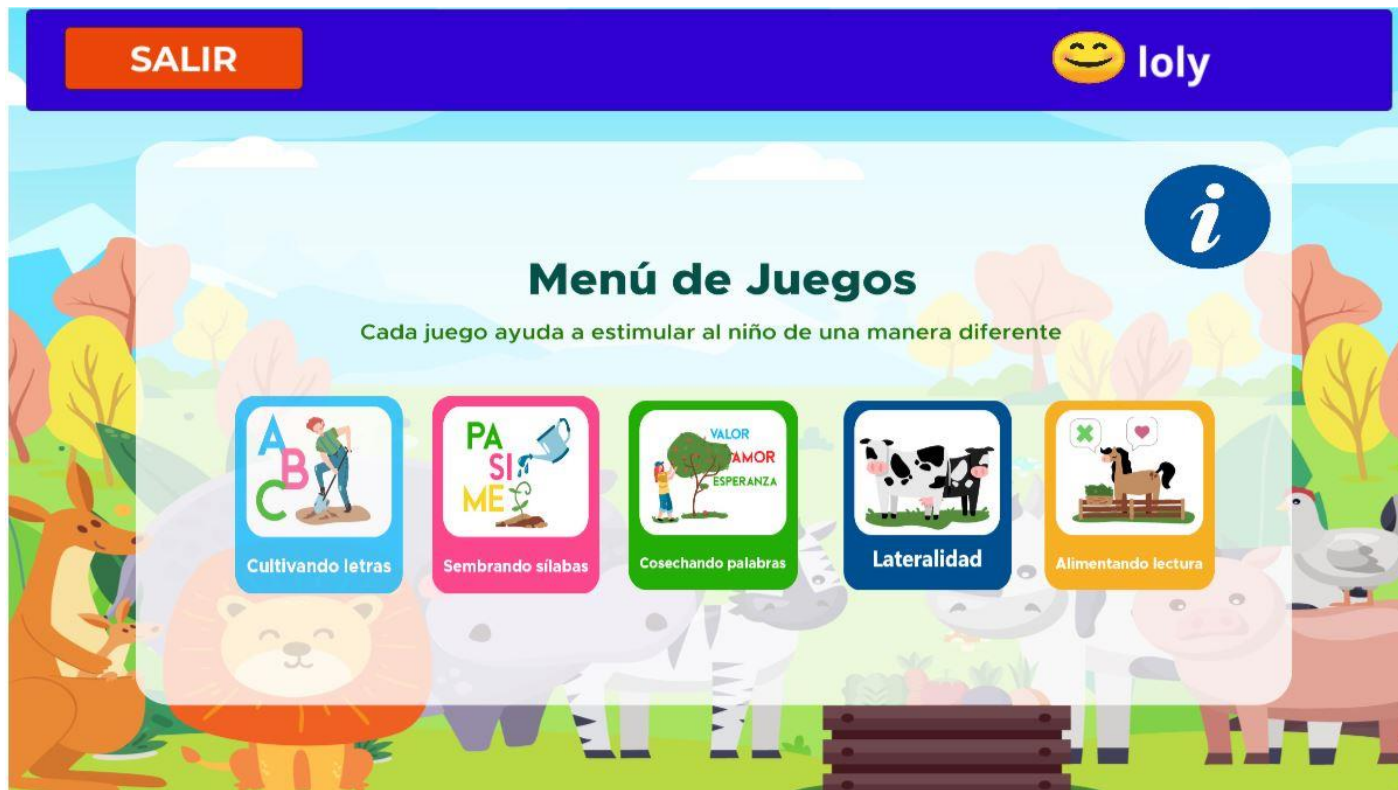 SALIR
loly
i
Menú de Juegos
Cada juego ayuda a estimular al niño de una manera diferente
A
B
C
Cultivando letras
PA
SI
ME
Sembrando sílabas
VALOR
AMOR
ESPERANZA
Cosechando palabras
Lateralidad
Alimentando lectura